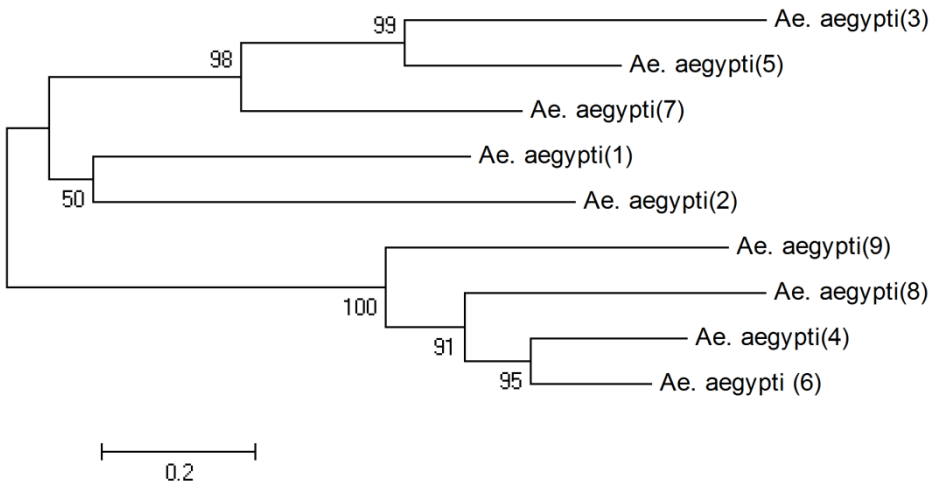 Ae. aegypti(3)
99
Ae. aegypti(5)
98
Ae. aegypti(7)
Ae. aegypti(1)
50
Ae. aegypti(2)
Ae. aegypti(9)
100
Ae. aegypti(8)
91
Ae. aegypti(4)
95
Ae. aegypti (6)
0.2